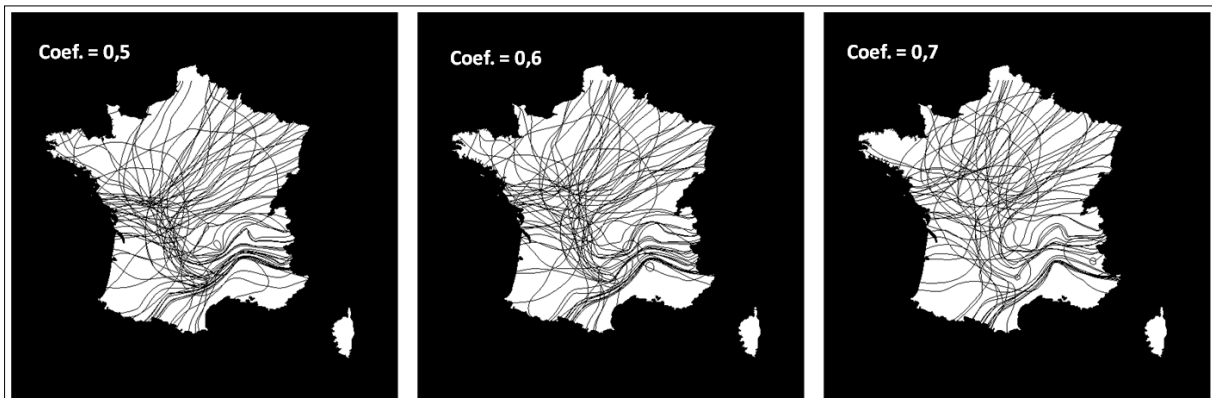 Coef. = 0,5
Coef. = 0,6
Coef. = 0,7